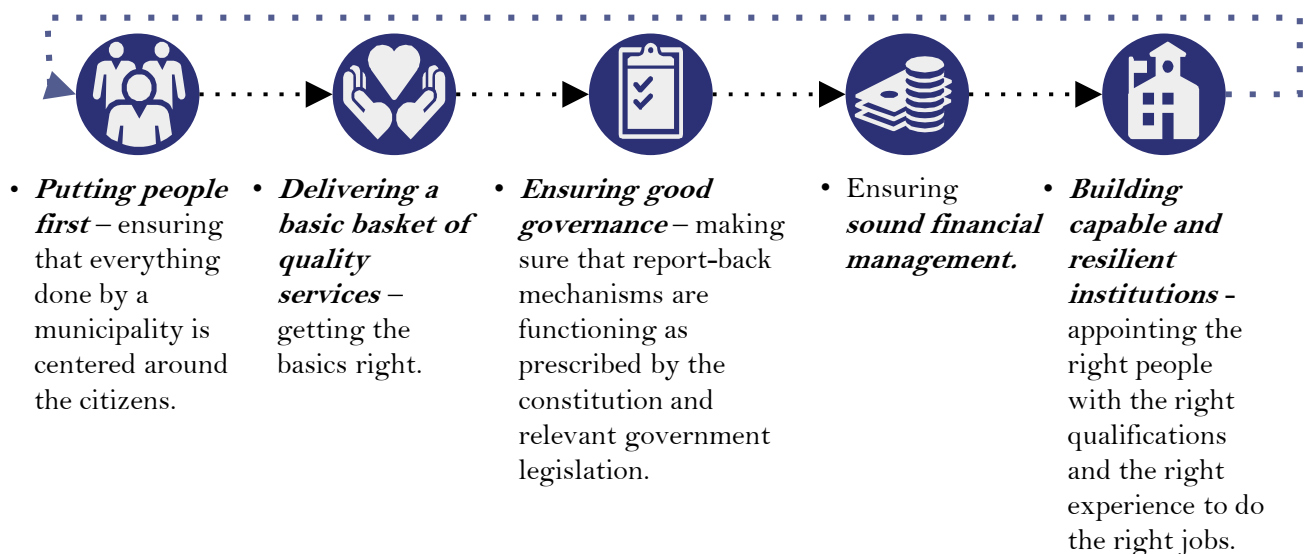 • Putting people
first – ensuring
that everything
done by a
municipality is
centered around
the citizens.
• Delivering a
basic basket of
quality
services –
getting the
basics right.
• Ensuring good
governance – making
sure that report-back
mechanisms are
functioning as
prescribed by the
constitution and
relevant government
legislation.
• Ensuring
sound financial
management.
• Building
capable and
resilient
institutions -
appointing the
right people
with the right
qualifications
and the right
experience to do
the right jobs.